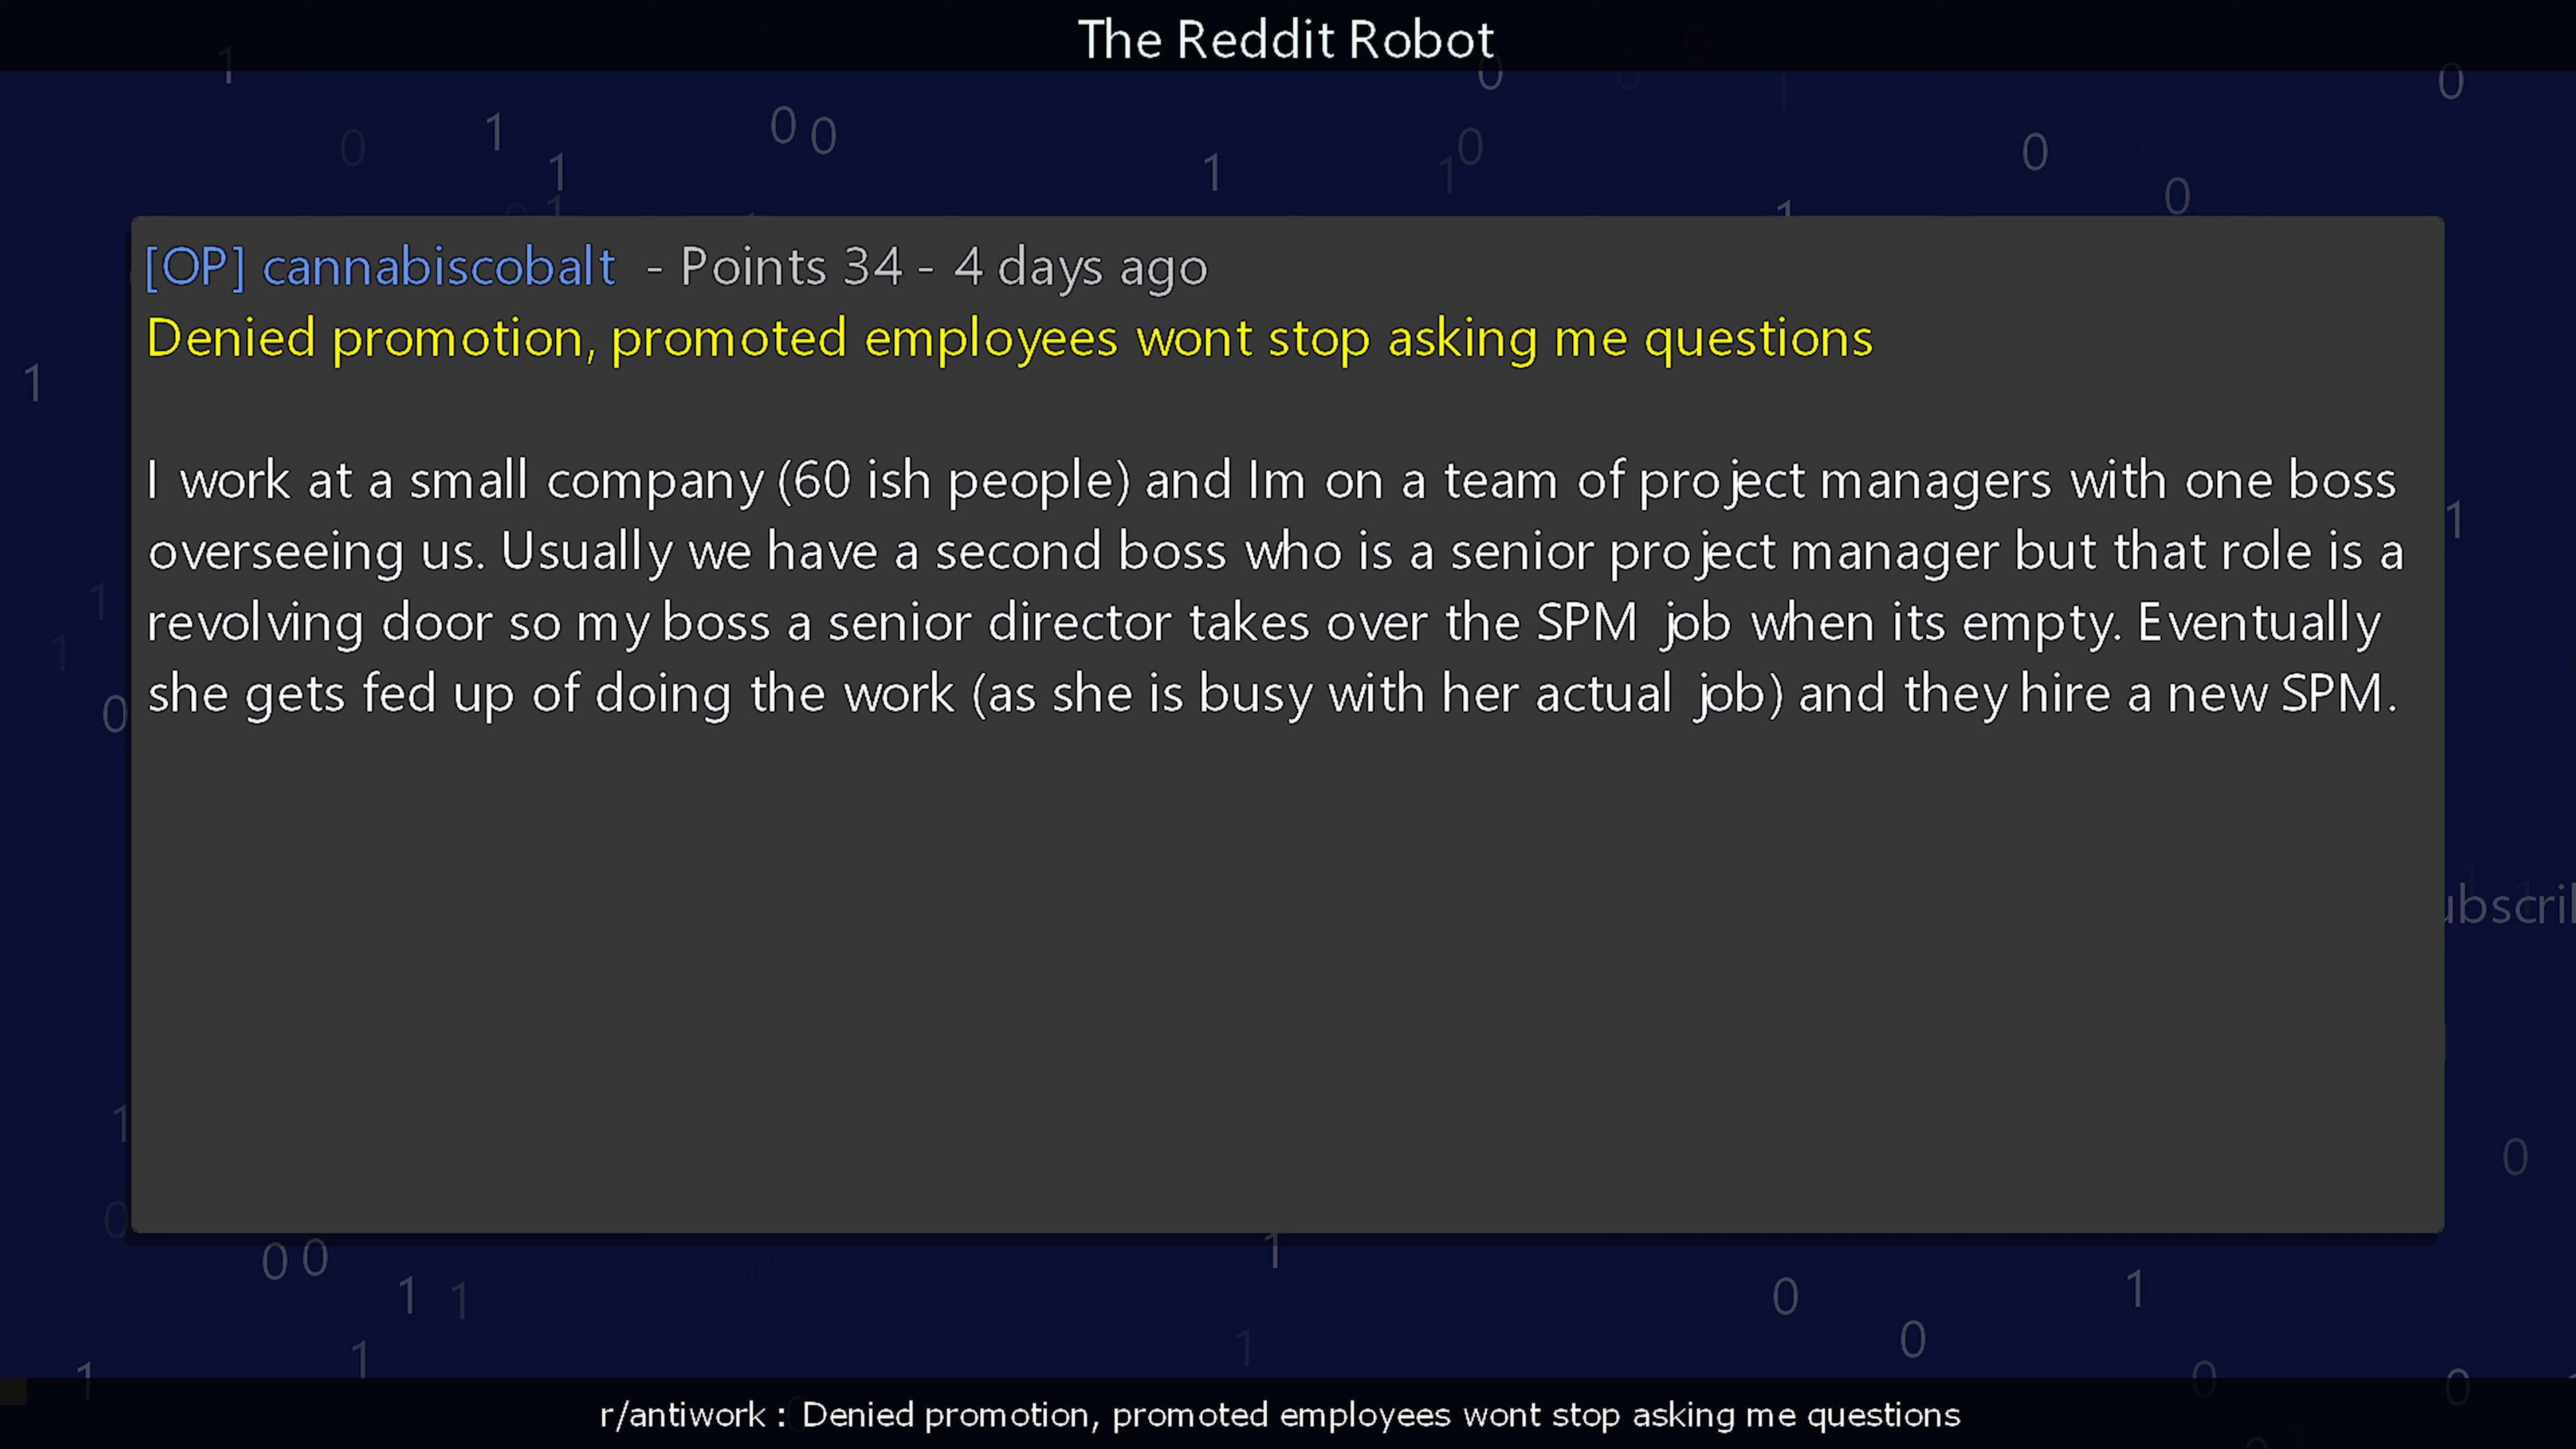 The Reddit Robot
[OP] cannabiscobalt - Points 34 - 4 days ago
Denied promotion, promoted employees wont stop asking me questions
I work at a small company (60 ish people) and Im on a team of project managers with one boss
overseeing us. Usually we have a second boss who is a senior project manager but that role is a
revolving door so my boss a senior director takes over the SPM job when its empty. Eventually
she gets fed up of doing the work (as she is busy with her actual job) and they hire a new SPM.
ubscri
r/antiwork : Denied promotion, promoted employees wont stop asking me questions